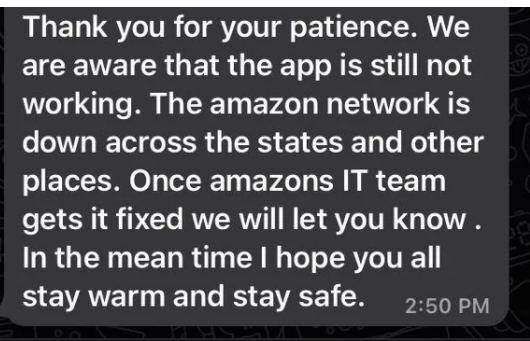 Thank you for your patience. We
are aware that the app is still not
working. The amazon network is
down across the states and other
places. Once amazons IT team
gets it fixed we will let you know .
In the mean time I hope you all
stay warm and stay safe.
2:50 PM